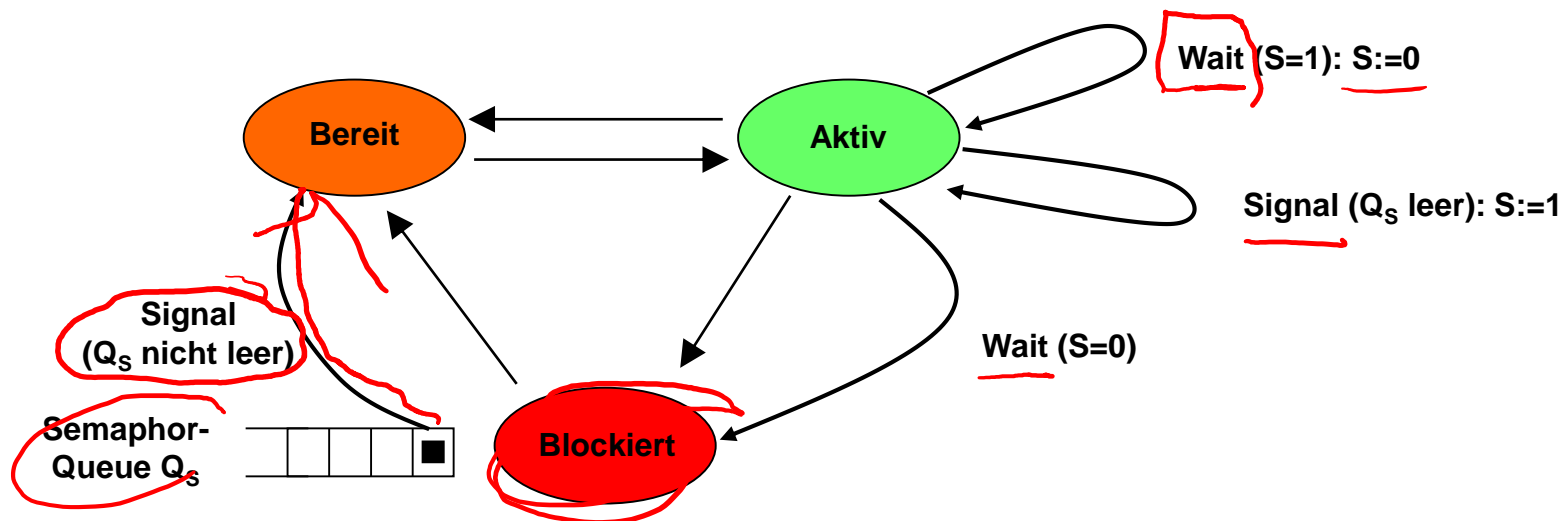 Wait (S=1): S:=0
Bereit
Aktiv
Signal (QS leer): S:=1
Signal
(QS nicht leer)
Wait (S=0)
Semaphor-
Queue QS
Blockiert